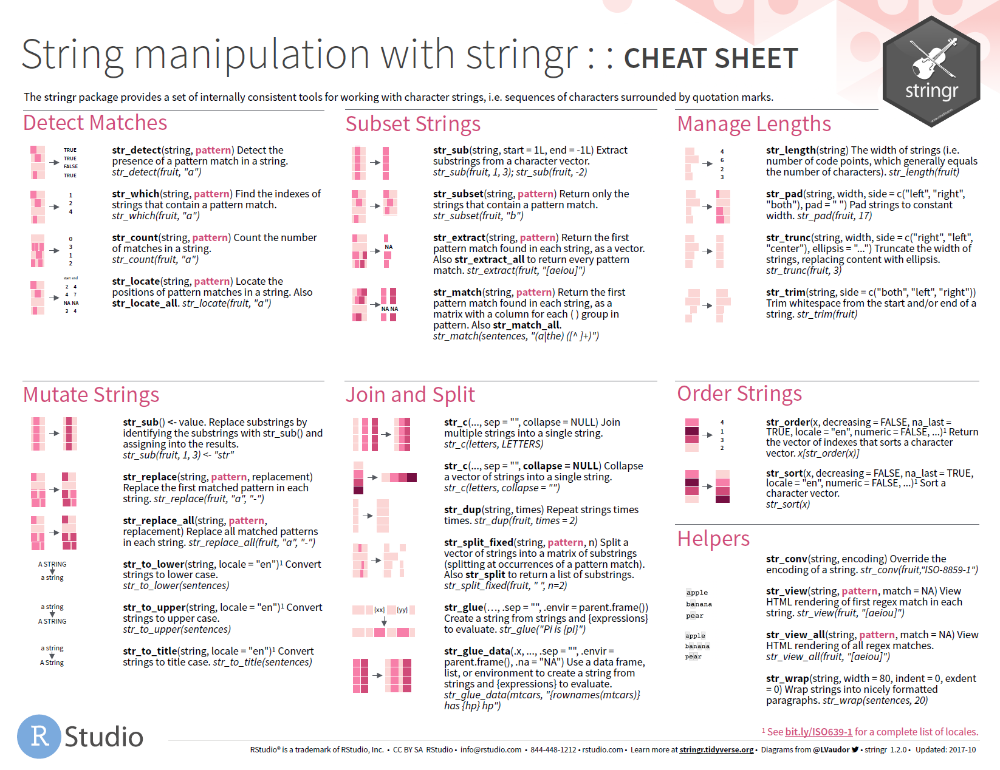 String manipulation with stringr : : CHEAT SHEET
stringr
www.rstudio.com
The stringr package provides a set of internally consistent tools for working with character strings, i.e. sequences of characters surrounded by quotation marks.
Detect Matches
TRUE
TRUE
FALSE
TRUE
str_detect(string, pattern) Detect the
presence of a pattern match in a string.
str_detect(fruit, "a")
1
2
4
str_which(string, pattern) Find the indexes of
strings that contain a pattern match.
str_which(fruit, "a")
0
3
1
2
str_count(string, pattern) Count the number
of matches in a string.
str_count(fruit, "a")
start end
2 4
4 7
NA NA
3 4
str_locate(string, pattern) Locate the
positions of pattern matches in a string. Also
str_locate_all. str_locate(fruit, "a")
Subset Strings
str_sub(string, start = 1L, end = -1L) Extract
substrings from a character vector.
str_sub(fruit, 1, 3); str_sub(fruit, -2)
str_subset(string, pattern) Return only the
strings that contain a pattern match.
str_subset(fruit, "b")
NA
str_extract(string, pattern) Return the first
pattern match found in each string, as a vector.
Also str_extract_all to return every pattern
match. str_extract(fruit, "[aeiou]")
NA NA
str_match(string, pattern) Return the first
pattern match found in each string, as a
matrix with a column for each ( ) group in
pattern. Also str_match_all.
str_match(sentences, "(a|the) ([^ ]+)")
Manage Lengths
4
6
2
3
str_length(string) The width of strings (i.e.
number of code points, which generally equals
the number of characters). str_length(fruit)
str_pad(string, width, side = c("left", "right",
"both"), pad = " ") Pad strings to constant
width. str_pad(fruit, 17)
str_trunc(string, width, side = c("right", "left",
"center"), ellipsis = "...") Truncate the width of
strings, replacing content with ellipsis.
str_trunc(fruit, 3)
str_trim(string, side = c("both", "left", "right"))
Trim whitespace from the start and/or end of a
string. str_trim(fruit)
Mutate Strings
str_sub() <- value. Replace substrings by
identifying the substrings with str_sub() and
assigning into the results.
str_sub(fruit, 1, 3) <- "str"
str_replace(string, pattern, replacement)
Replace the first matched pattern in each
string. str_replace(fruit, "a", "-")
str_replace_all(string, pattern,
replacement) Replace all matched patterns
in each string. str_replace_all(fruit, "a", "-")
A STRING
a string
str_to_lower(string, locale = "en")¹ Convert
strings to lower case.
str_to_lower(sentences)
a string
A STRING
str_to_upper(string, locale = "en")¹ Convert
strings to upper case.
str_to_upper(sentences)
a string
A String
str_to_title(string, locale = "en")¹ Convert
strings to title case. str_to_title(sentences)
Join and Split
str_c(..., sep = "", collapse = NULL) Join
multiple strings into a single string.
str_c(letters, LETTERS)
str_c(..., sep = "", collapse = NULL) Collapse
a vector of strings into a single string.
str_c(letters, collapse = "")
str_dup(string, times) Repeat strings times
times. str_dup(fruit, times = 2)
str_split_fixed(string, pattern, n) Split a
vector of strings into a matrix of substrings
(splitting at occurrences of a pattern match).
Also str_split to return a list of substrings.
str_split_fixed(fruit, " ", n=2)
{xx} {yy}
str_glue(…, .sep = "", .envir = parent.frame())
Create a string from strings and {expressions}
to evaluate. str_glue("Pi is {pi}")
str_glue_data(.x, ..., .sep = "", .envir =
parent.frame(), .na = "NA") Use a data frame,
list, or environment to create a string from
strings and {expressions} to evaluate.
str_glue_data(mtcars, "{rownames(mtcars)}
has {hp} hp")
Order Strings
4
1
3
2
str_order(x, decreasing = FALSE, na_last =
TRUE, locale = "en", numeric = FALSE, ...)¹ Return
the vector of indexes that sorts a character
vector. x[str_order(x)]
str_sort(x, decreasing = FALSE, na_last = TRUE,
locale = "en", numeric = FALSE, ...)¹ Sort a
character vector.
str_sort(x)
Helpers
str_conv(string, encoding) Override the
encoding of a string. str_conv(fruit,"ISO-8859-1")
apple
banana
pear
str_view(string, pattern, match = NA) View
HTML rendering of first regex match in each
string. str_view(fruit, "[aeiou]")
apple
banana
pear
str_view_all(string, pattern, match = NA) View
HTML rendering of all regex matches.
str_view_all(fruit, "[aeiou]")
str_wrap(string, width = 80, indent = 0, exdent
= 0) Wrap strings into nicely formatted
paragraphs. str_wrap(sentences, 20)
¹ See bit.ly/ISO639-1 for a complete list of locales.
R Studio
RStudio® is a trademark of RStudio, Inc. • CC BY SA RStudio • info@rstudio.com • 844-448-1212 • rstudio.com • Learn more at stringr.tidyverse.org • Diagrams from @LVaudor • stringr 1.2.0 • Updated: 2017-10